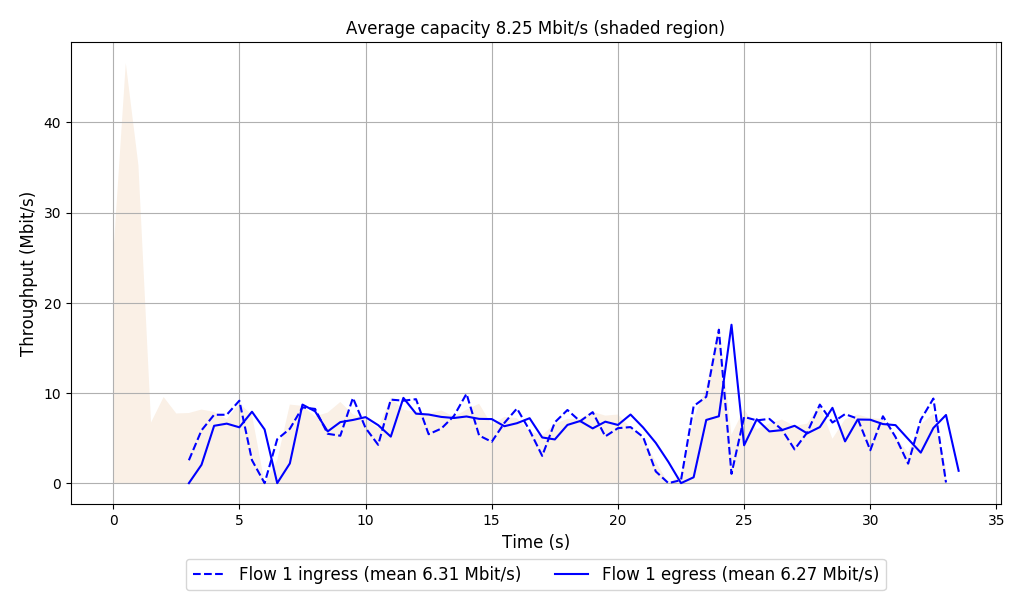 Average capacity 8.25 Mbit/s (shaded region)
Throughput (Mbit/s)
40
30
20
10
0
0 5 10 15 20 25 30 35
Time (s)
Flow 1 ingress (mean 6.31 Mbit/s) Flow 1 egress (mean 6.27 Mbit/s)